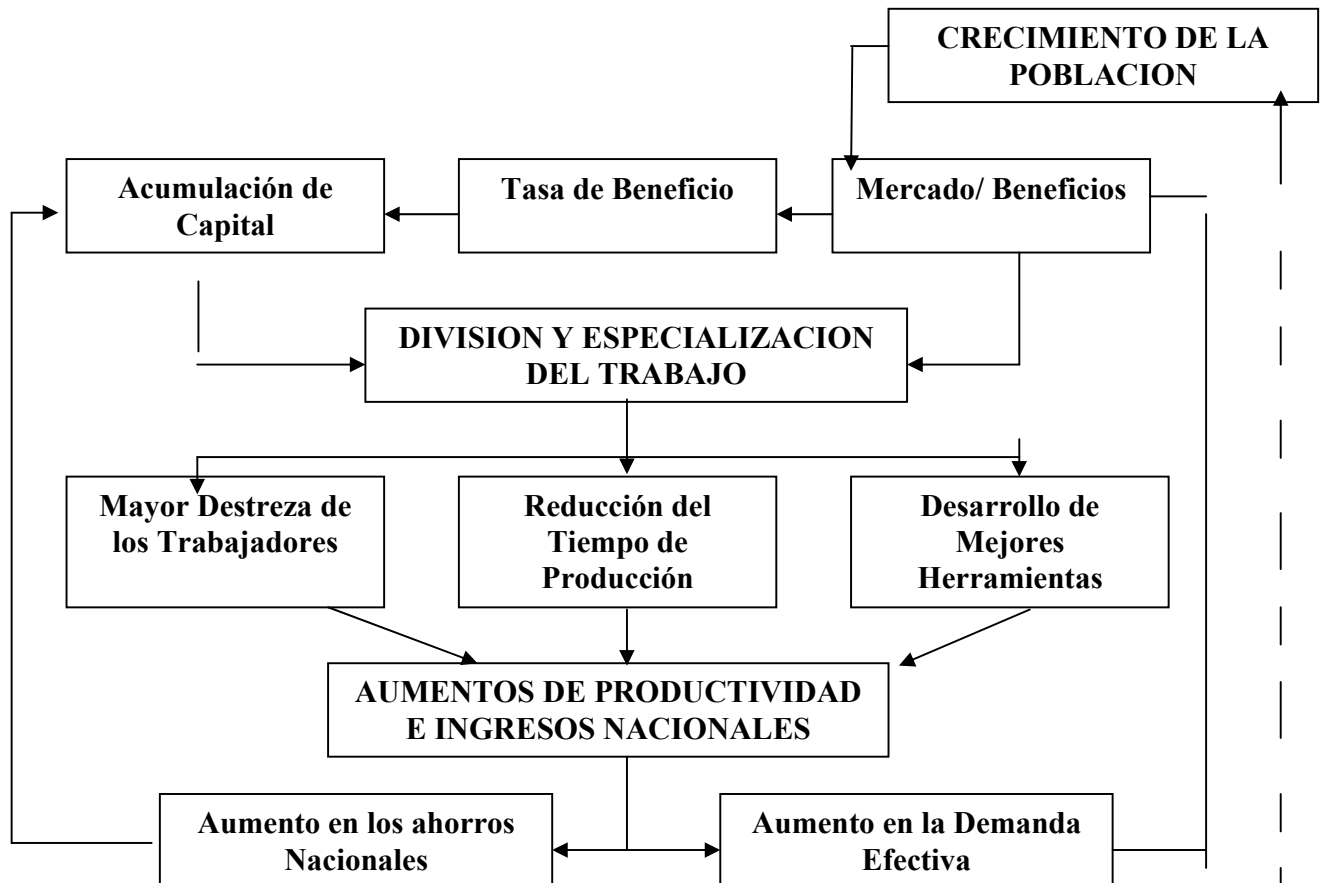 CRECIMIENTO DE LA
POBLACION
Acumulación de
Capital
Tasa de Beneficio
Mercado/ Beneficios
DIVISION Y ESPECIALIZACION
DEL TRABAJO
Mayor Destreza de
los Trabajadores
Reducción del
Tiempo de
Producción
Desarrollo de
Mejores
Herramientas
AUMENTOS DE PRODUCTIVIDAD
E INGRESOS NACIONALES
Aumento en los ahorros
Nacionales
Aumento en la Demanda
Efectiva